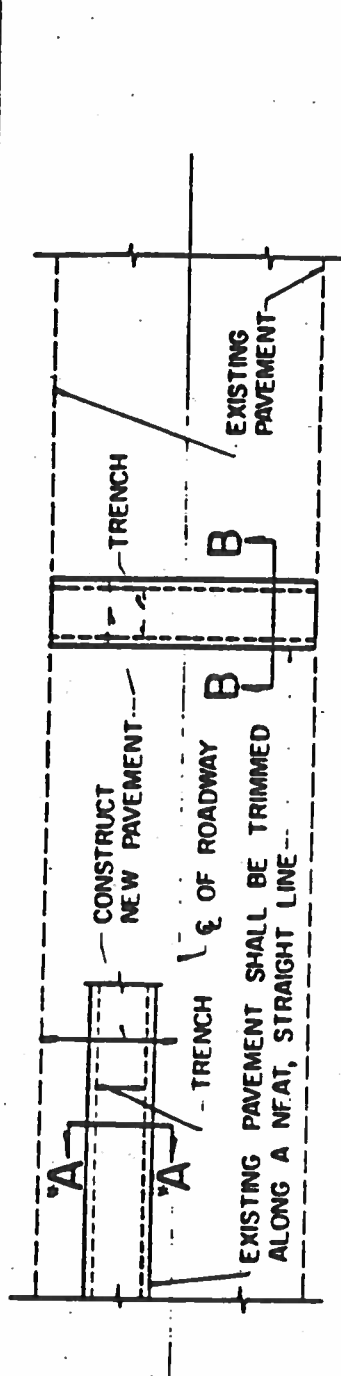 "A
"A
TRENCH
CONSTRUCT
NEW PAVEMENT
℄ OF ROADWAY
TRENCH
EXISTING PAVEMENT SHALL BE TRIMMED
ALONG A NEAT, STRAIGHT LINE
B
B
EXISTING
PAVEMENT